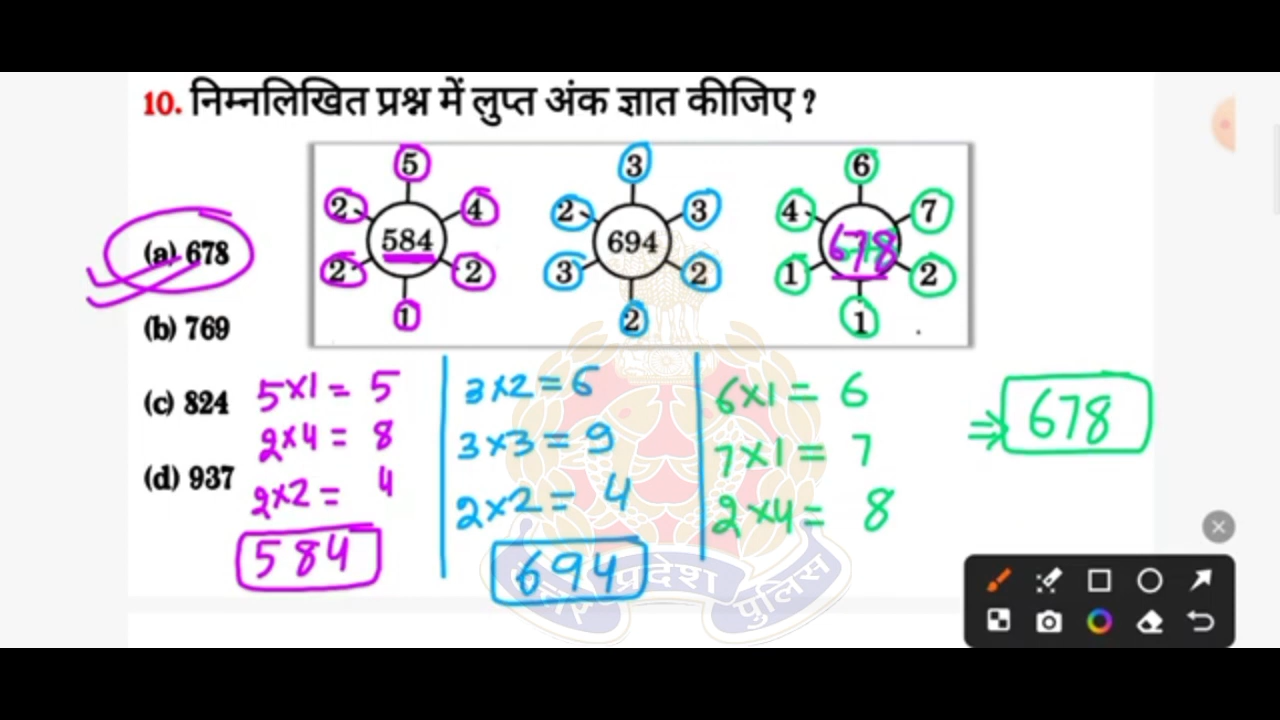 10. निम्नलिखित प्रश्न में लुप्त अंक ज्ञात कीजिए ?
5 3 6
2 4 2 3 4 7
584 694 678
2 2 3 2 1 2
1 2 1
(a) 678
(b) 769
(c) 824
(d) 937
5×1= 5
2×4= 8
2×2= 4
584
3×2=6
3×3=9
2×2= 4
694
6×1= 6
7×1= 7
2×4= 8
⇒ 678
प्रदेश पुलिस